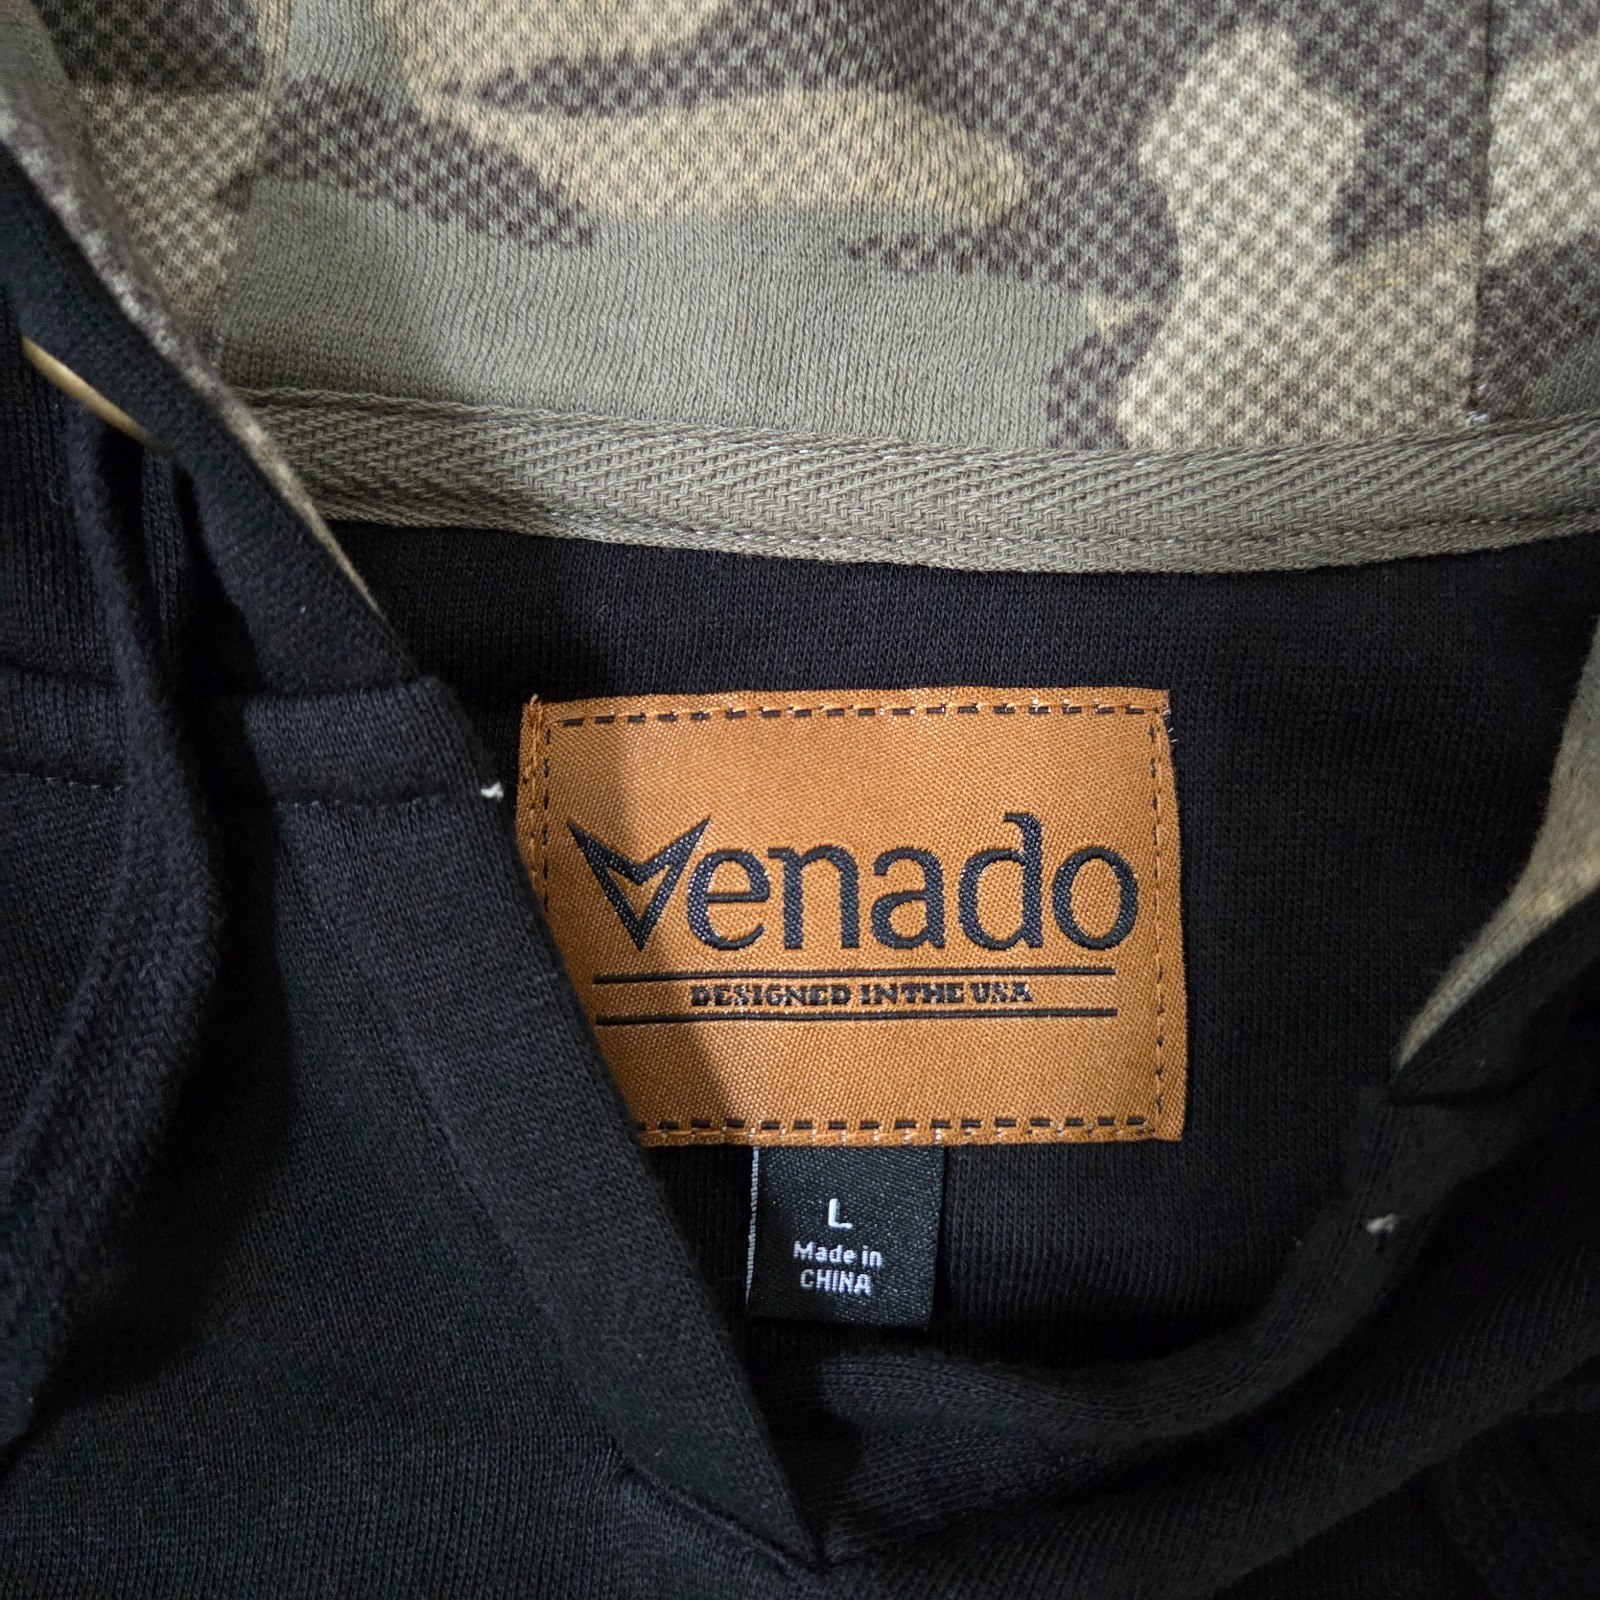 Venado
DESIGNED IN THE USA
L
Made in
CHINA